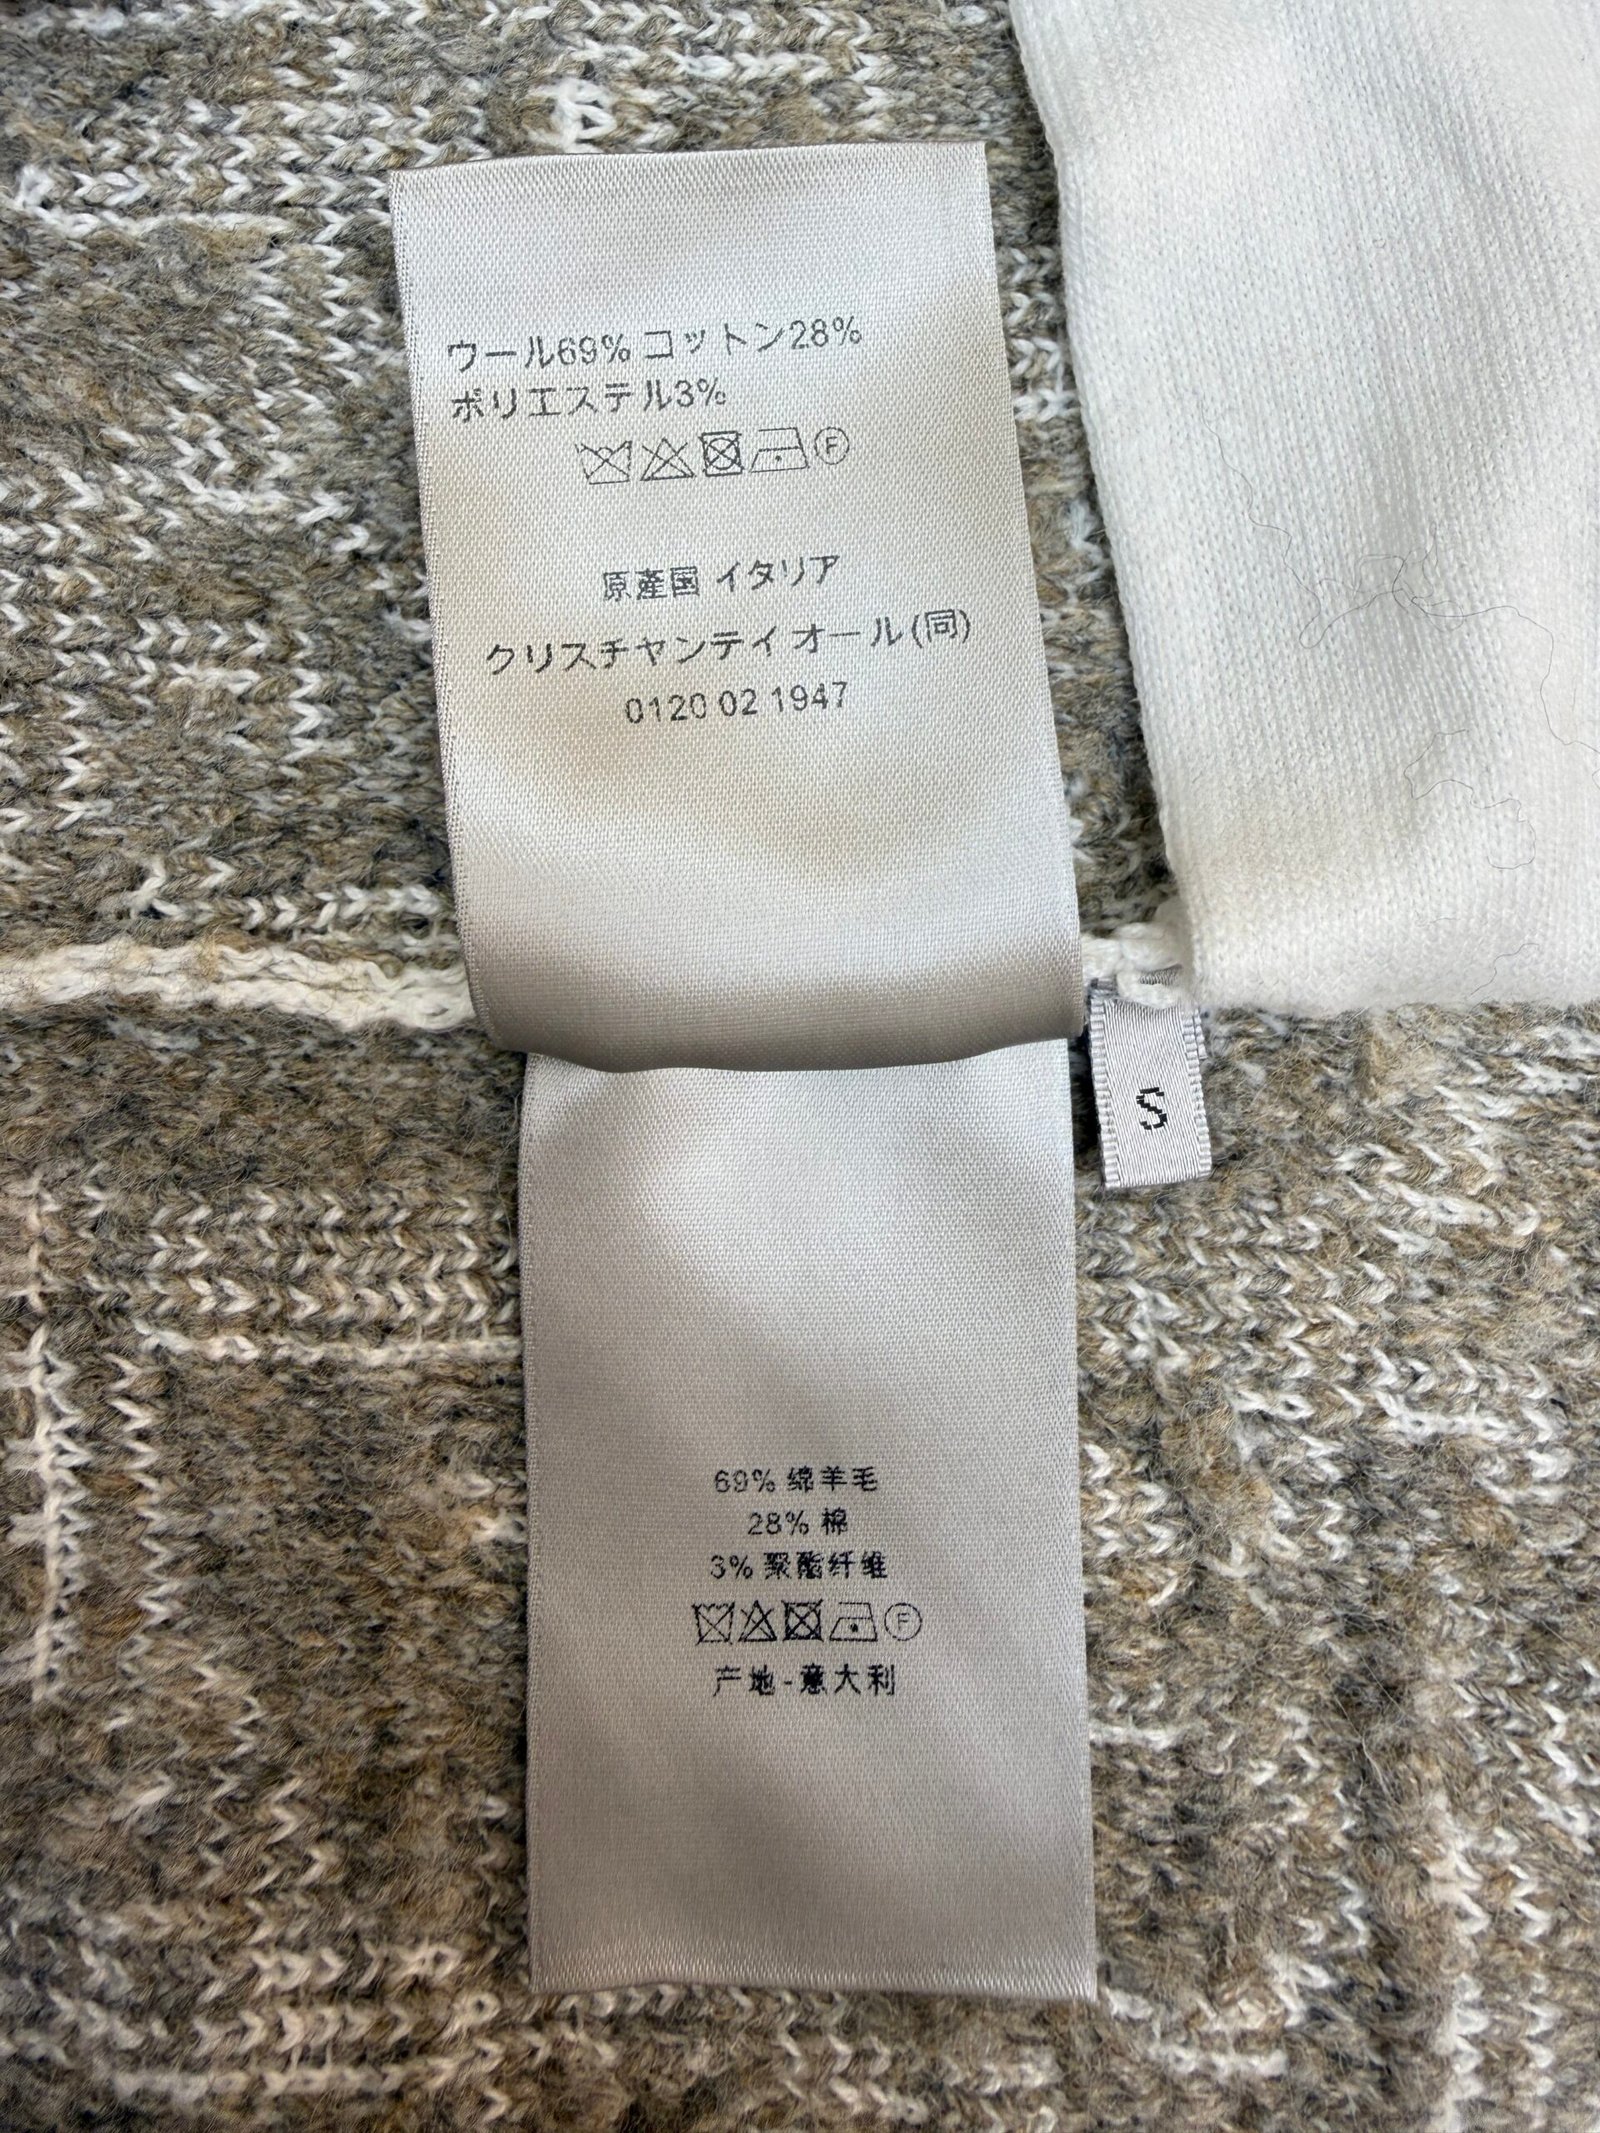 ウール69% コットン28%
ポリエステル3%
F
原産国 イタリア
クリスチャンディオール(同)
0120 02 1947
S
69% 绵羊毛
28% 棉
3% 聚酯纤维
F
产地-意大利